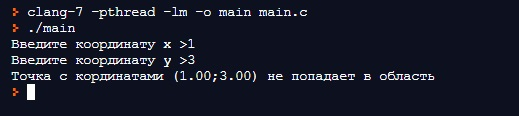 > clang-7 -pthread -lm -o main main.c
> ./main
Введите координату x >1
Введите координату y >3
Точка с кординатами (1.00;3.00) не попадает в область
>